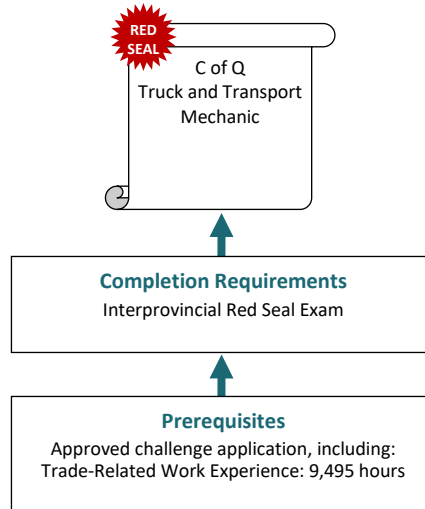 RED
SEAL
C of Q
Truck and Transport
Mechanic
Completion Requirements
Interprovincial Red Seal Exam
Prerequisites
Approved challenge application, including:
Trade-Related Work Experience: 9,495 hours